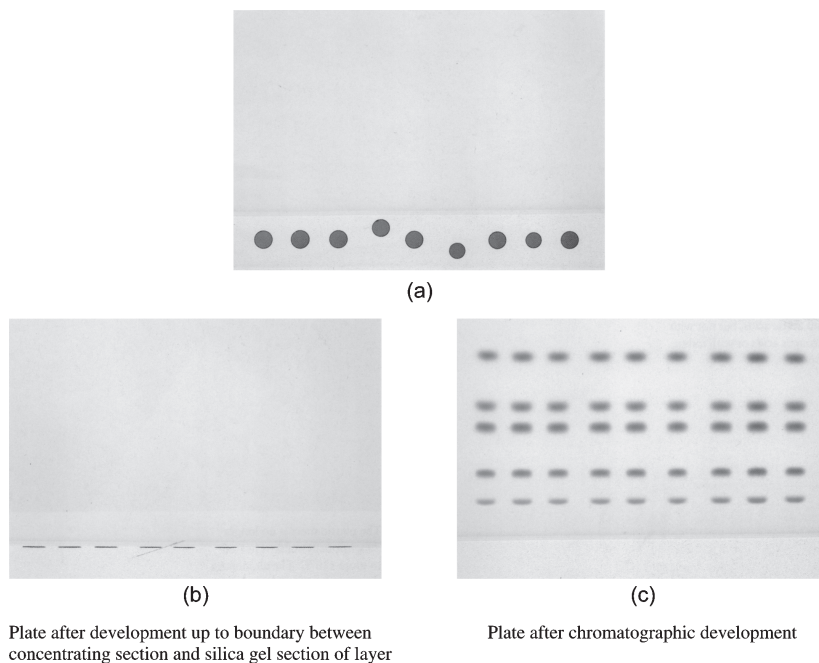 (a)
(b)
(c)
Plate after development up to boundary between
concentrating section and silica gel section of layer
Plate after chromatographic development